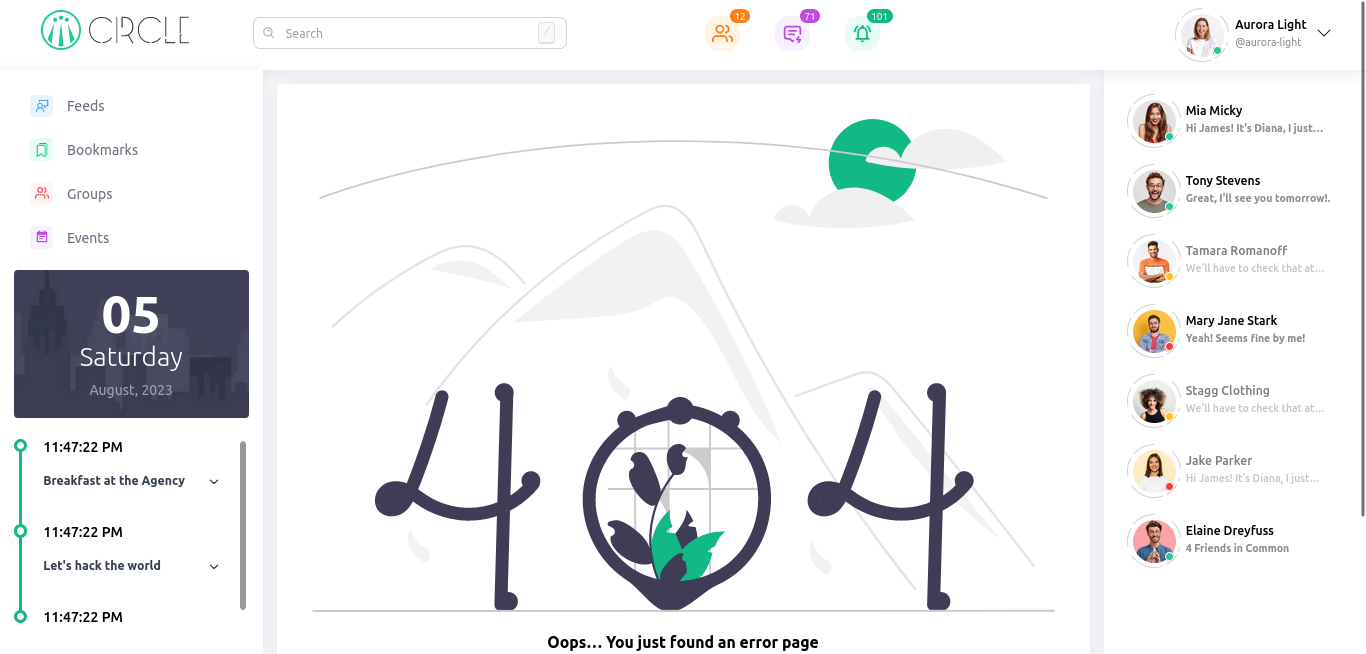 CIRCLE
Search
/
12
71
101
Aurora Light
@aurora-light
Feeds
Bookmarks
Groups
Events
05
Saturday
August, 2023
11:47:22 PM
Breakfast at the Agency
11:47:22 PM
Let's hack the world
11:47:22 PM
404
Oops... You just found an error page
Mia Micky
Hi James! It's Diana, I just...
Tony Stevens
Great, I'll see you tomorrow!.
Tamara Romanoff
We'll have to check that at...
Mary Jane Stark
Yeah! Seems fine by me!
Stagg Clothing
We'll have to check that at...
Jake Parker
Hi James! It's Diana, I just...
Elaine Dreyfuss
4 Friends in Common